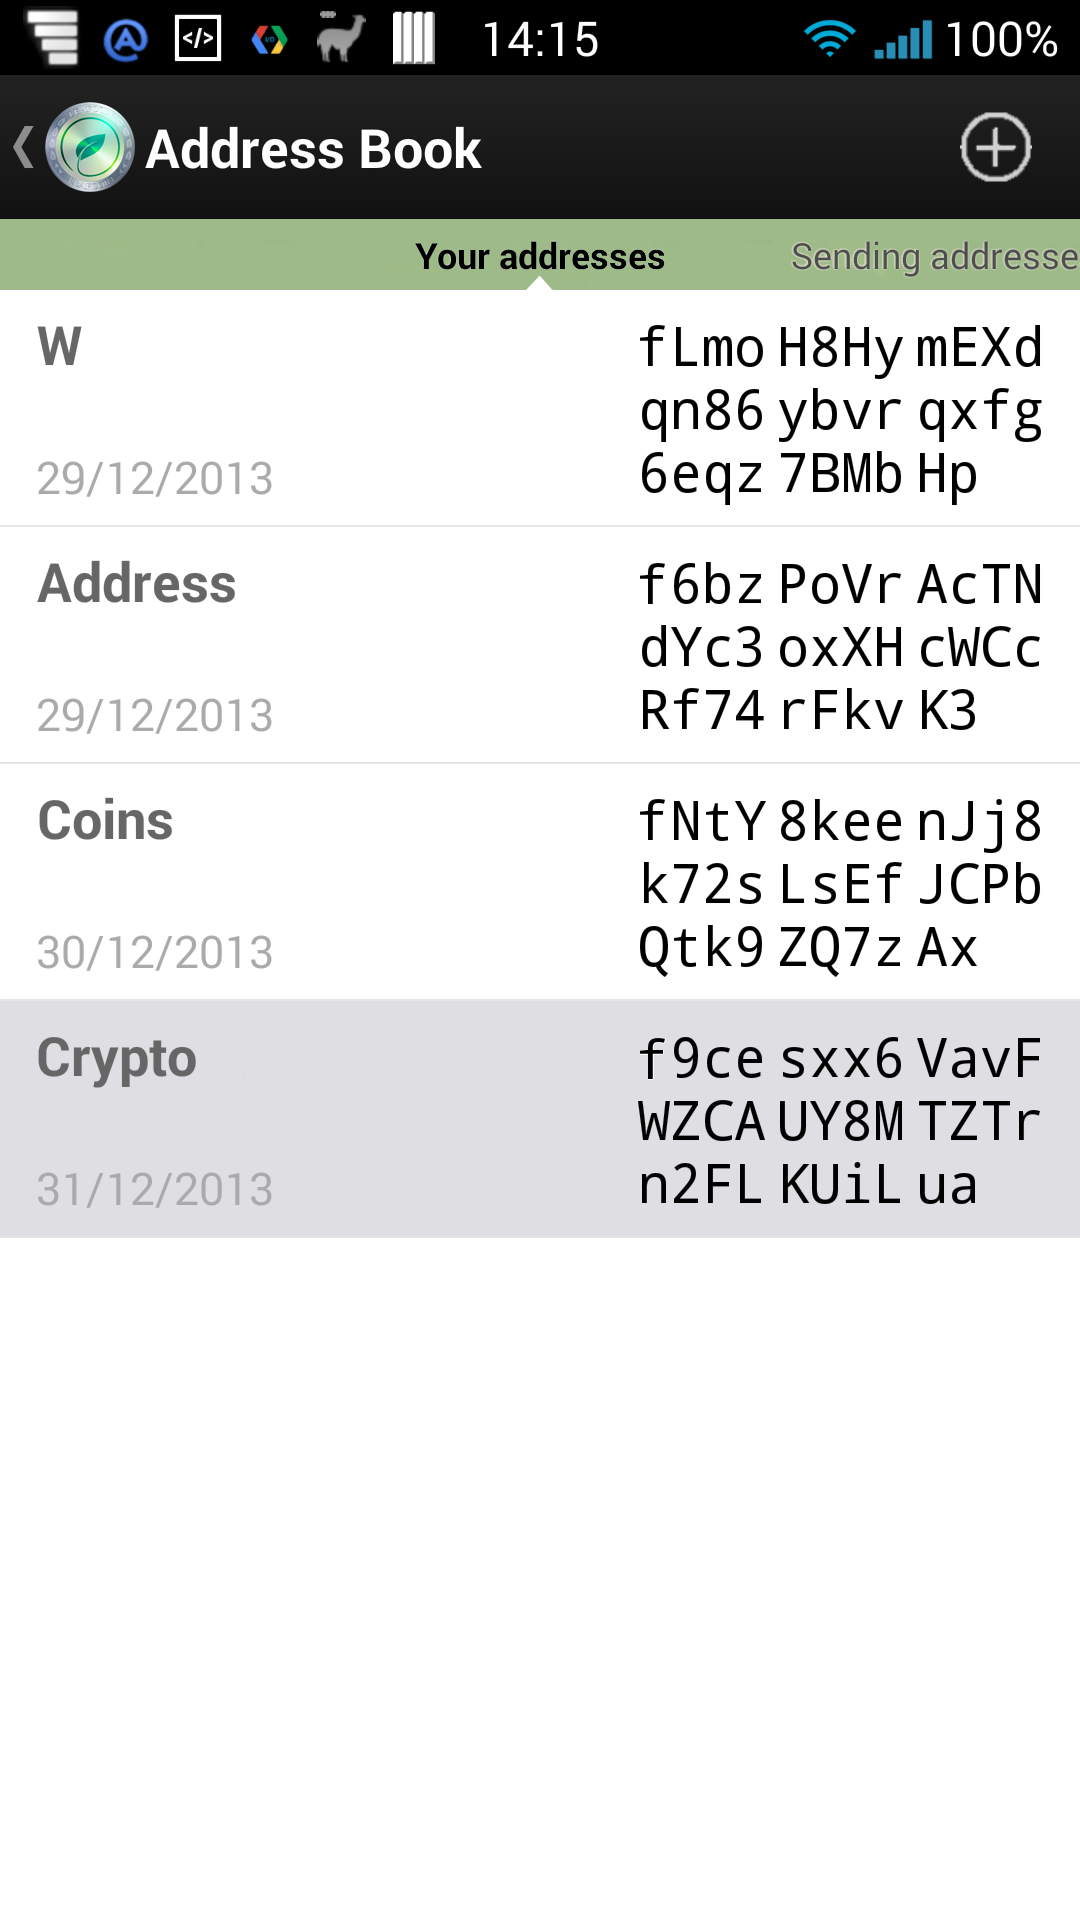 14:15 100%
Address Book
Your addresses Sending addresse
W fLmo H8Hy mEXd
qn86 ybvr qxfg
29/12/2013 6eqz 7BMb Hp
Address f6bz PoVr AcTN
dYc3 oxXH cWCc
29/12/2013 Rf74 rFkv K3
Coins fNtY 8kee nJj8
k72s LsEf JCPb
30/12/2013 Qtk9 ZQ7z Ax
Crypto f9ce sxx6 VavF
WZCA UY8M TZTr
31/12/2013 n2FL KUiL ua